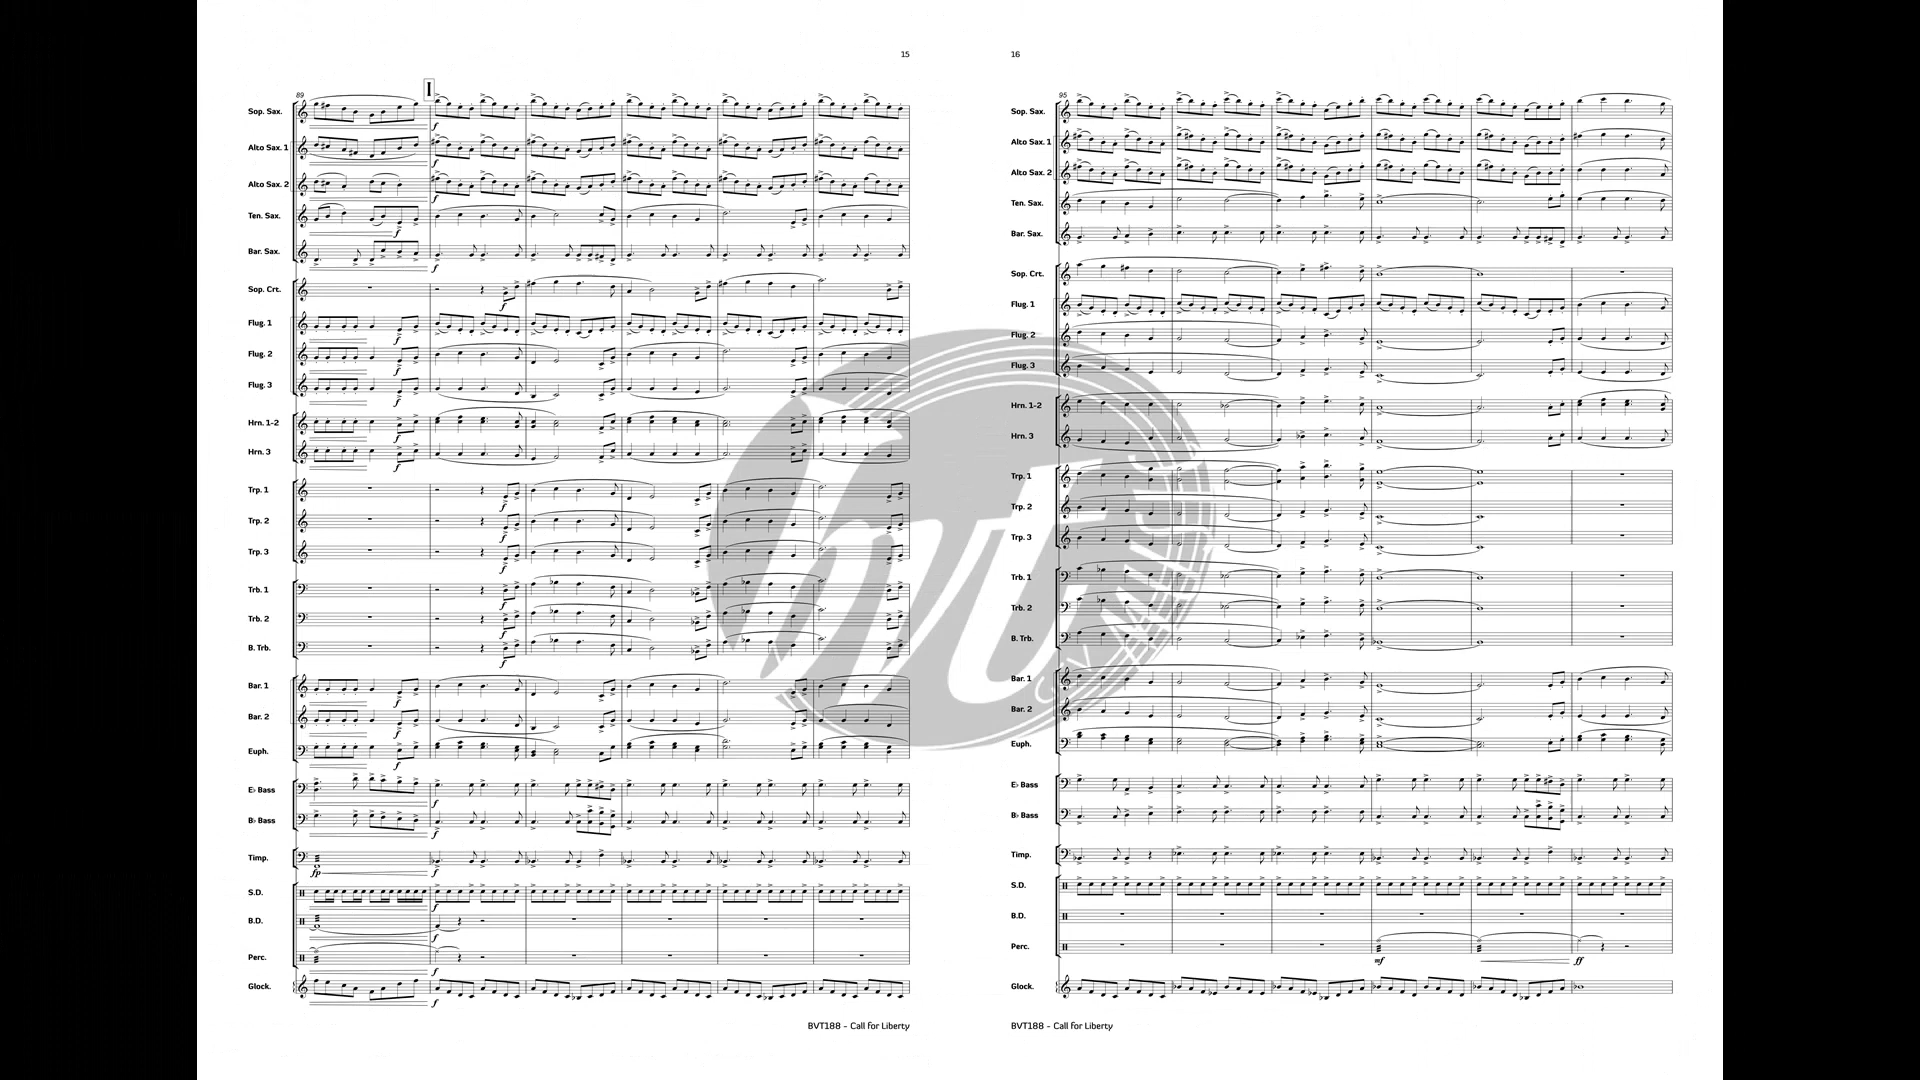 15
89
I
Sop. Sax.
f
Alto Sax. 1
f
Alto Sax. 2
f
Ten. Sax.
f
Bar. Sax.
f
Sop. Crt.
f
Flug. 1
f
Flug. 2
f
Flug. 3
f
Hrn. 1-2
f
Hrn. 3
f
Trp. 1
f
Trp. 2
f
Trp. 3
f
Trb. 1
f
Trb. 2
f
B. Trb.
f
Bar. 1
f
Bar. 2
f
Euph.
f
E♭ Bass
f
B♭ Bass
f
Timp.
fp f
S.D.
f
B.D.
f
Perc.
f
Glock.
f
BVT188 - Call for Liberty
16
95
Sop. Sax.
Alto Sax. 1
Alto Sax. 2
Ten. Sax.
Bar. Sax.
Sop. Crt.
Flug. 1
Flug. 2
Flug. 3
Hrn. 1-2
Hrn. 3
Trp. 1
Trp. 2
Trp. 3
Trb. 1
Trb. 2
B. Trb.
Bar. 1
Bar. 2
Euph.
E♭ Bass
B♭ Bass
Timp.
S.D.
B.D.
Perc.
mf ff
Glock.
BVT188 - Call for Liberty